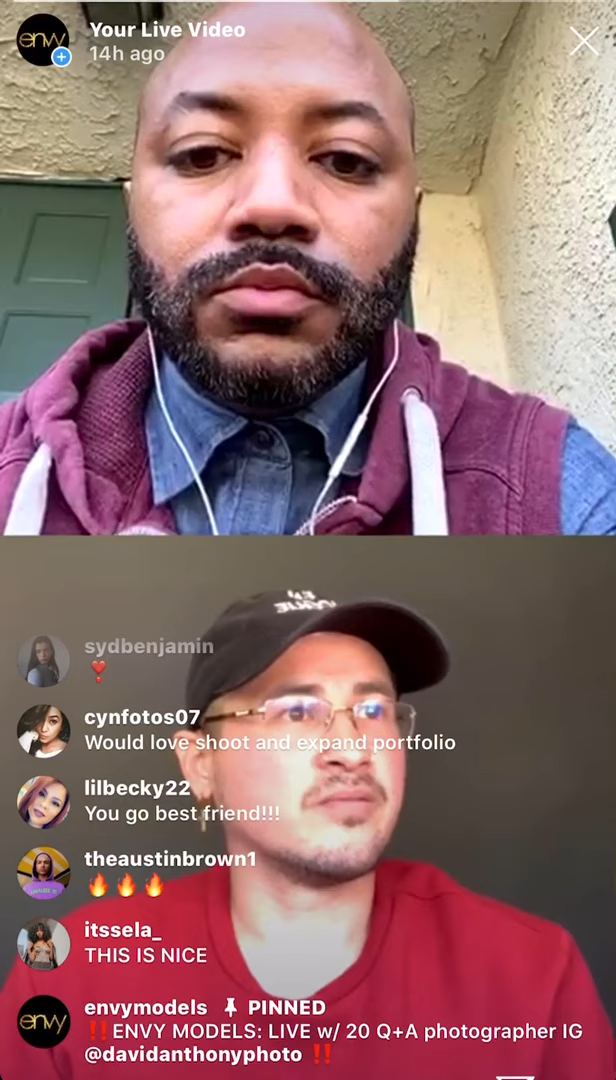 envy
Your Live Video
14h ago
sydbenjamin
❣️
cynfotos07
Would love shoot and expand portfolio
lilbecky22
You go best friend!!!
theaustinbrown1
🔥🔥🔥
itssela_
THIS IS NICE
envy
envymodels PINNED
‼️ENVY MODELS: LIVE w/ 20 Q+A photographer IG
@davidanthonyphoto ‼️